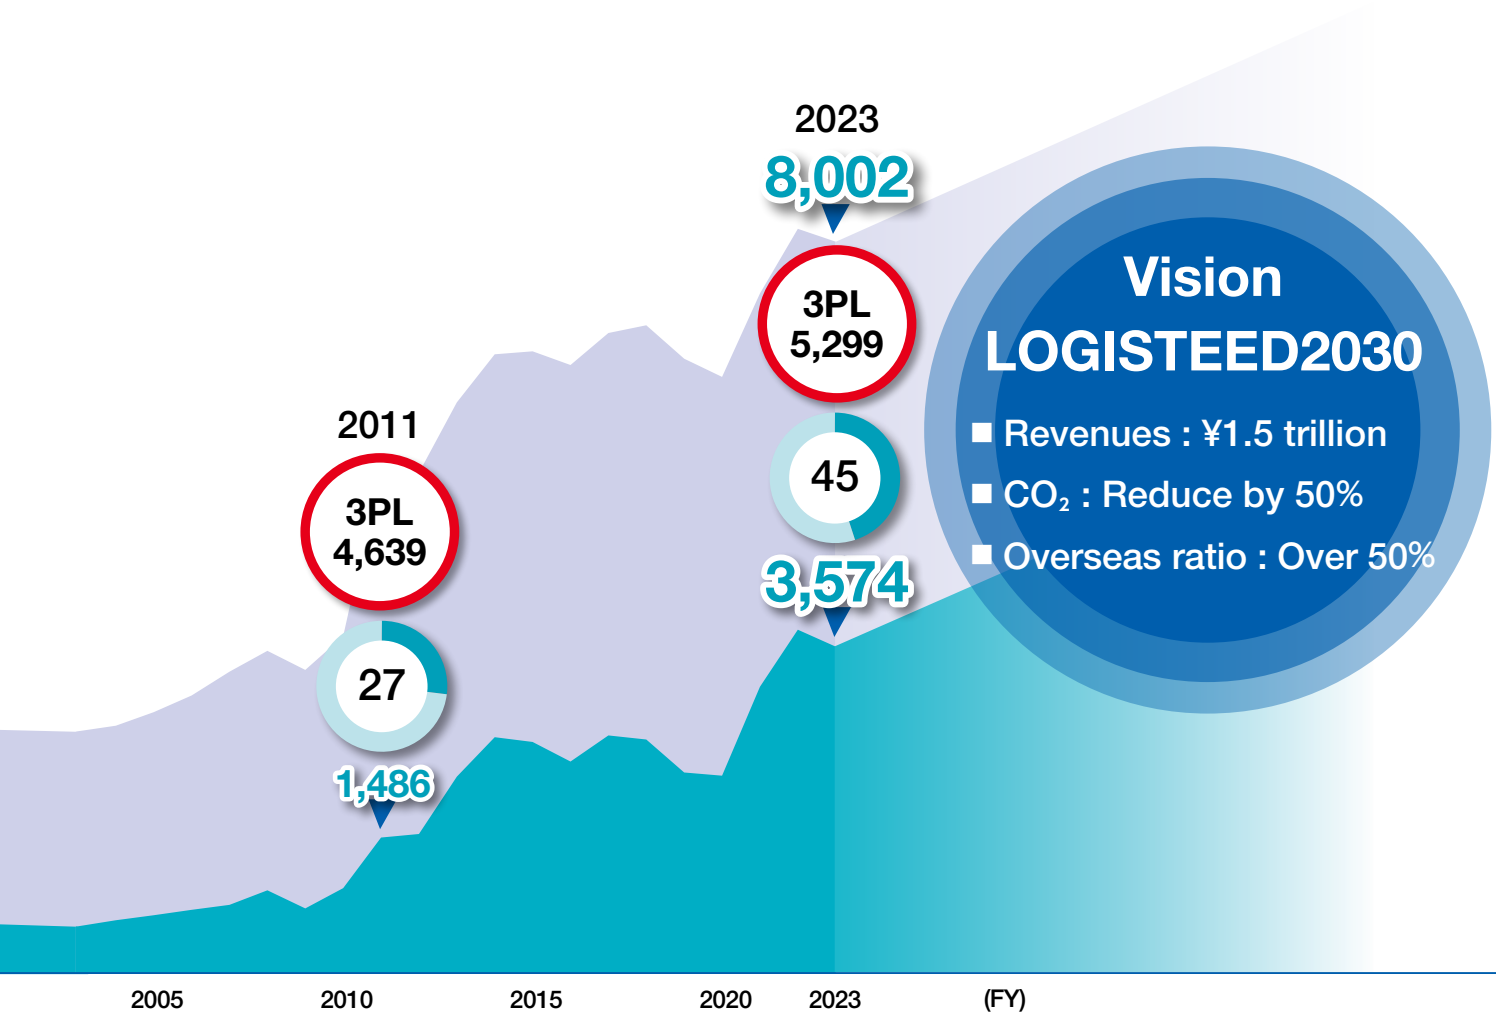 2023
8,002
3PL
5,299
45
3,574
2011
3PL
4,639
27
1,486
Vision
LOGISTEED2030
■ Revenues : ¥1.5 trillion
■ CO₂ : Reduce by 50%
■ Overseas ratio : Over 50%
2005 2010 2015 2020 2023 (FY)